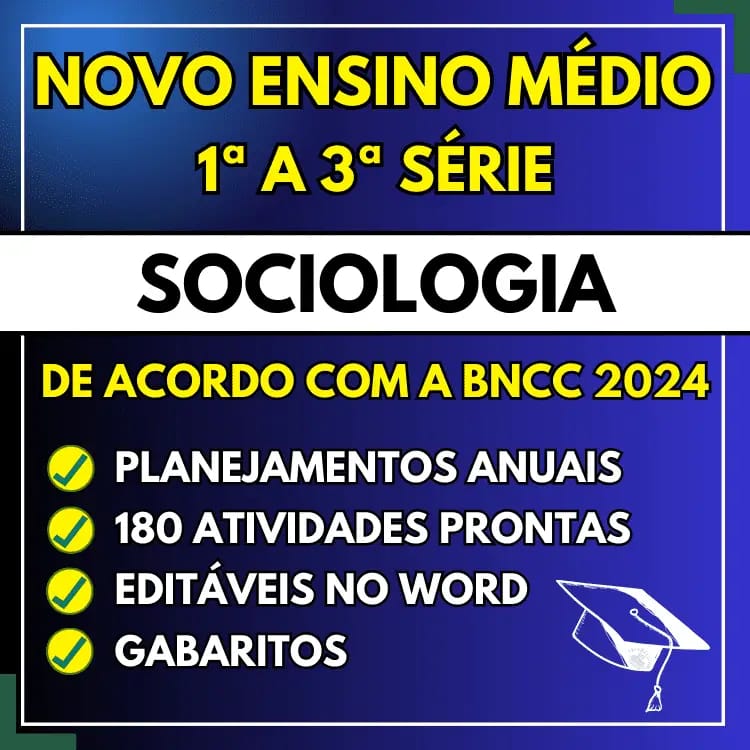 NOVO ENSINO MÉDIO
1ª A 3ª SÉRIE
SOCIOLOGIA
DE ACORDO COM A BNCC 2024
PLANEJAMENTOS ANUAIS
180 ATIVIDADES PRONTAS
EDITÁVEIS NO WORD
GABARITOS